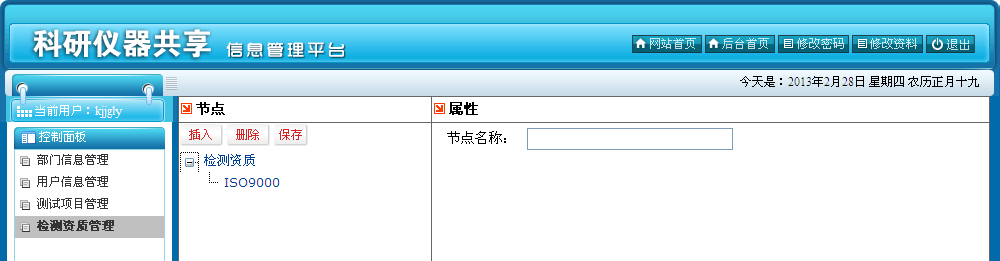 科研仪器共享 信息管理平台
网站首页 后台首页 修改密码 修改资料 退出
今天是：2013年2月28日 星期四 农历正月十九
当前用户：kjjgly
控制面板
部门信息管理
用户信息管理
测试项目管理
检测资质管理
节点
插入 删除 保存
检测资质
ISO9000
属性
节点名称：